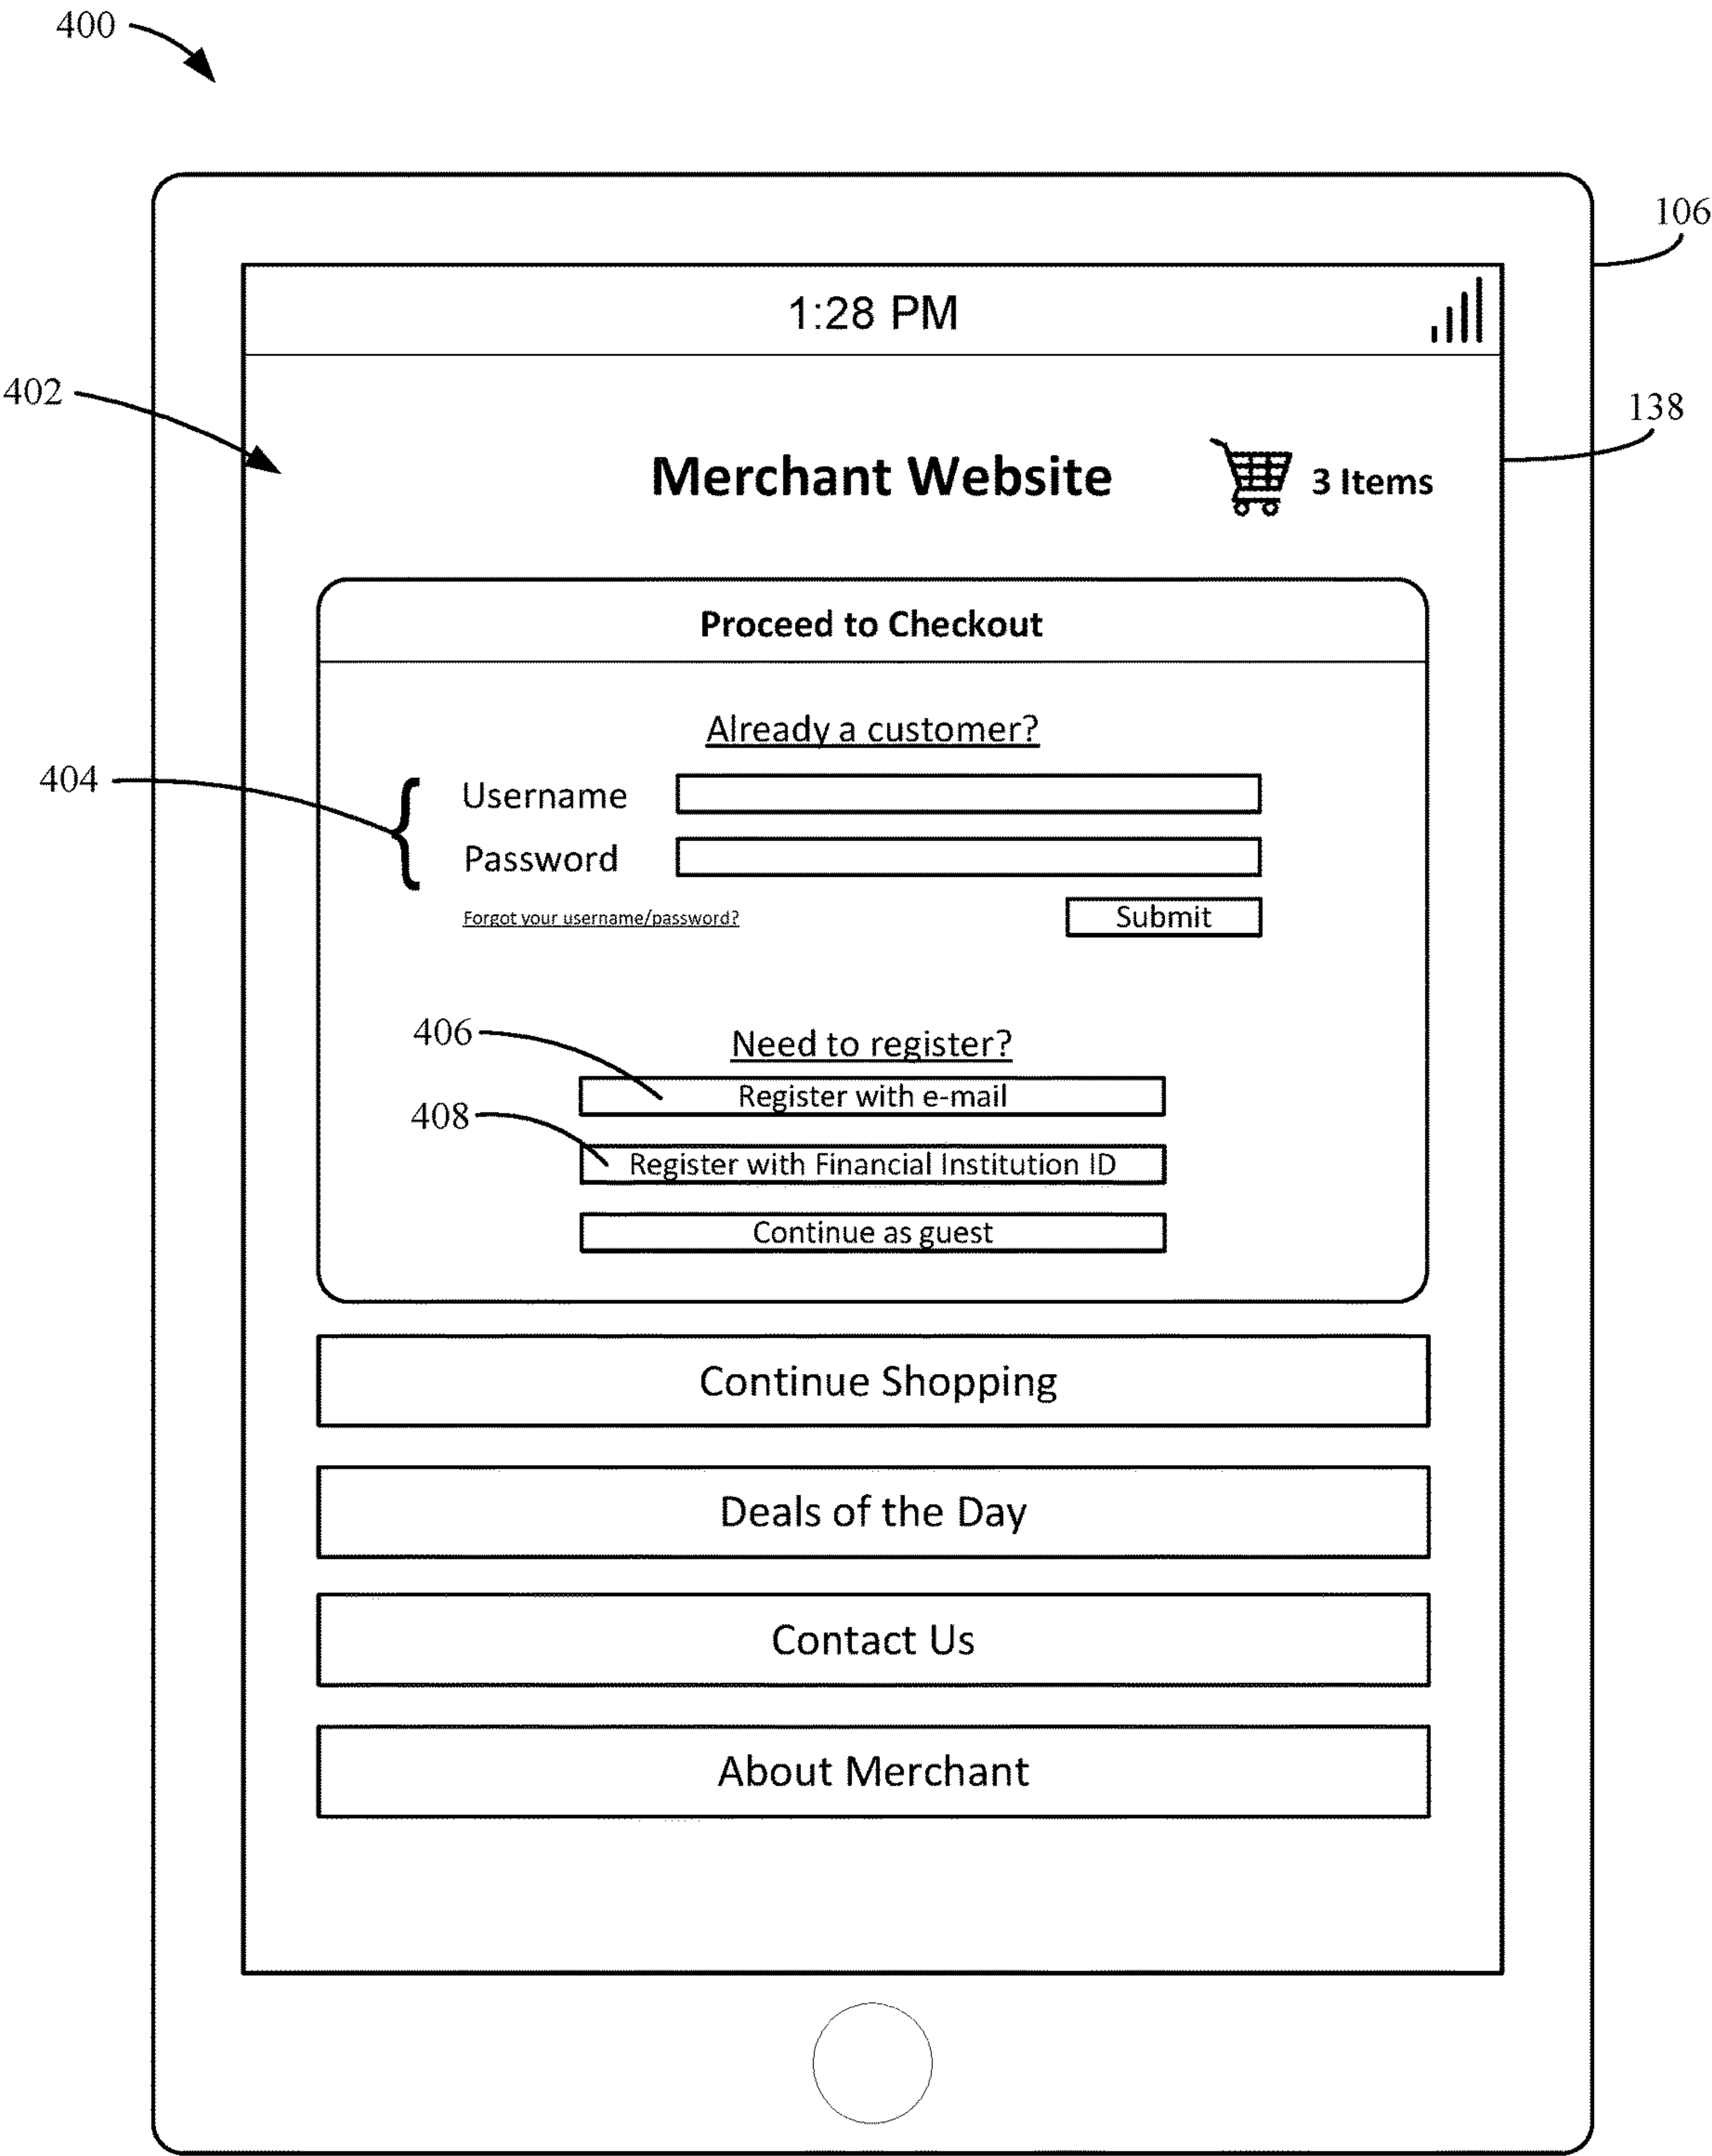 400
106
1:28 PM
402
138
Merchant Website
3 Items
Proceed to Checkout
Already a customer?
404
Username
Password
Forgot your username/password?
Submit
406
Need to register?
Register with e-mail
408
Register with Financial Institution ID
Continue as guest
Continue Shopping
Deals of the Day
Contact Us
About Merchant